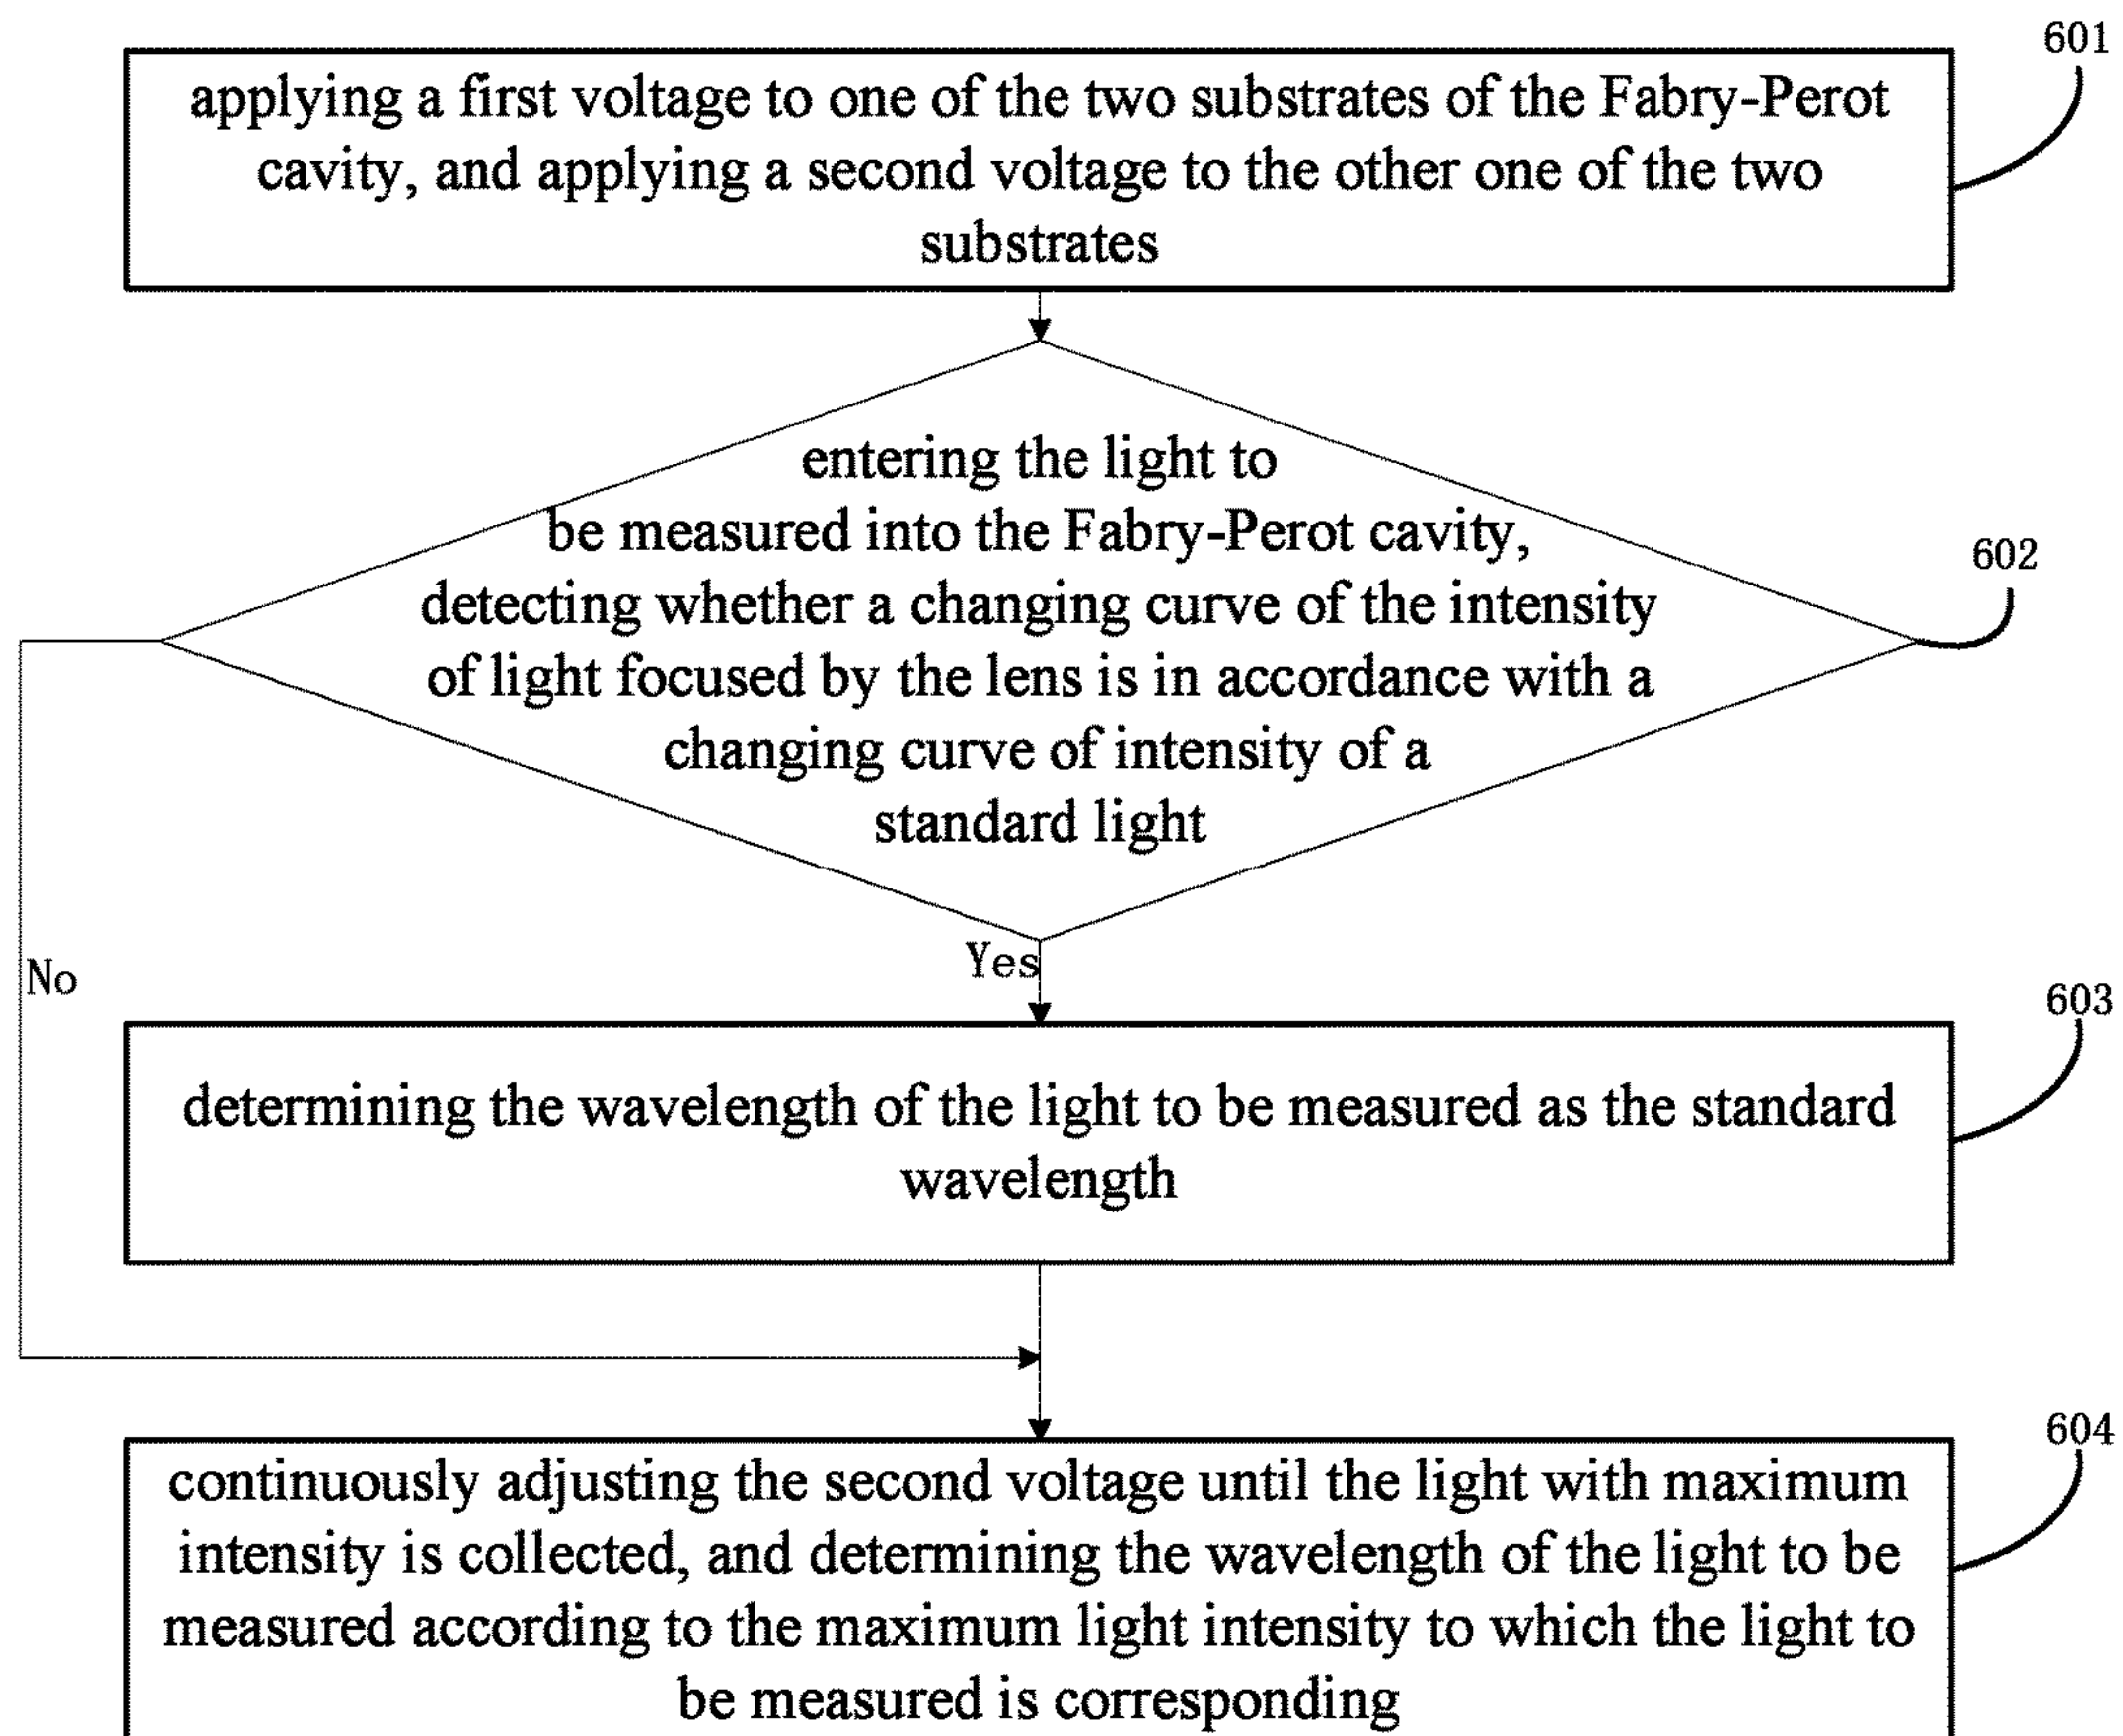 601
applying a first voltage to one of the two substrates of the Fabry-Perot
cavity, and applying a second voltage to the other one of the two
substrates
entering the light to
be measured into the Fabry-Perot cavity,
detecting whether a changing curve of the intensity
of light focused by the lens is in accordance with a
changing curve of intensity of a
standard light
602
Yes
No
603
determining the wavelength of the light to be measured as the standard
wavelength
604
continuously adjusting the second voltage until the light with maximum
intensity is collected, and determining the wavelength of the light to be
measured according to the maximum light intensity to which the light to
be measured is corresponding